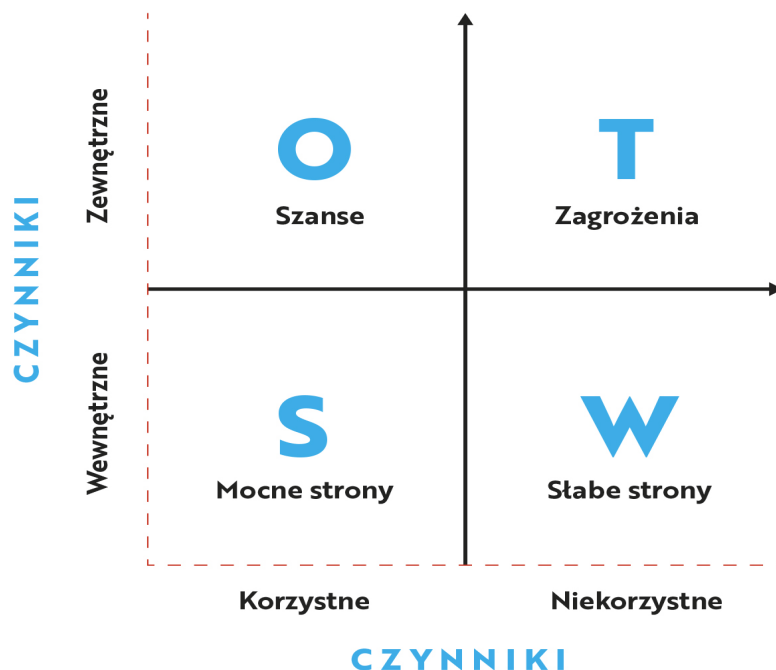 Zewnętrzne
O
T
Szanse
Zagrożenia
CZYNNIKI
Wewnętrzne
S
W
Mocne strony
Słabe strony
Korzystne
Niekorzystne
CZYNNIKI